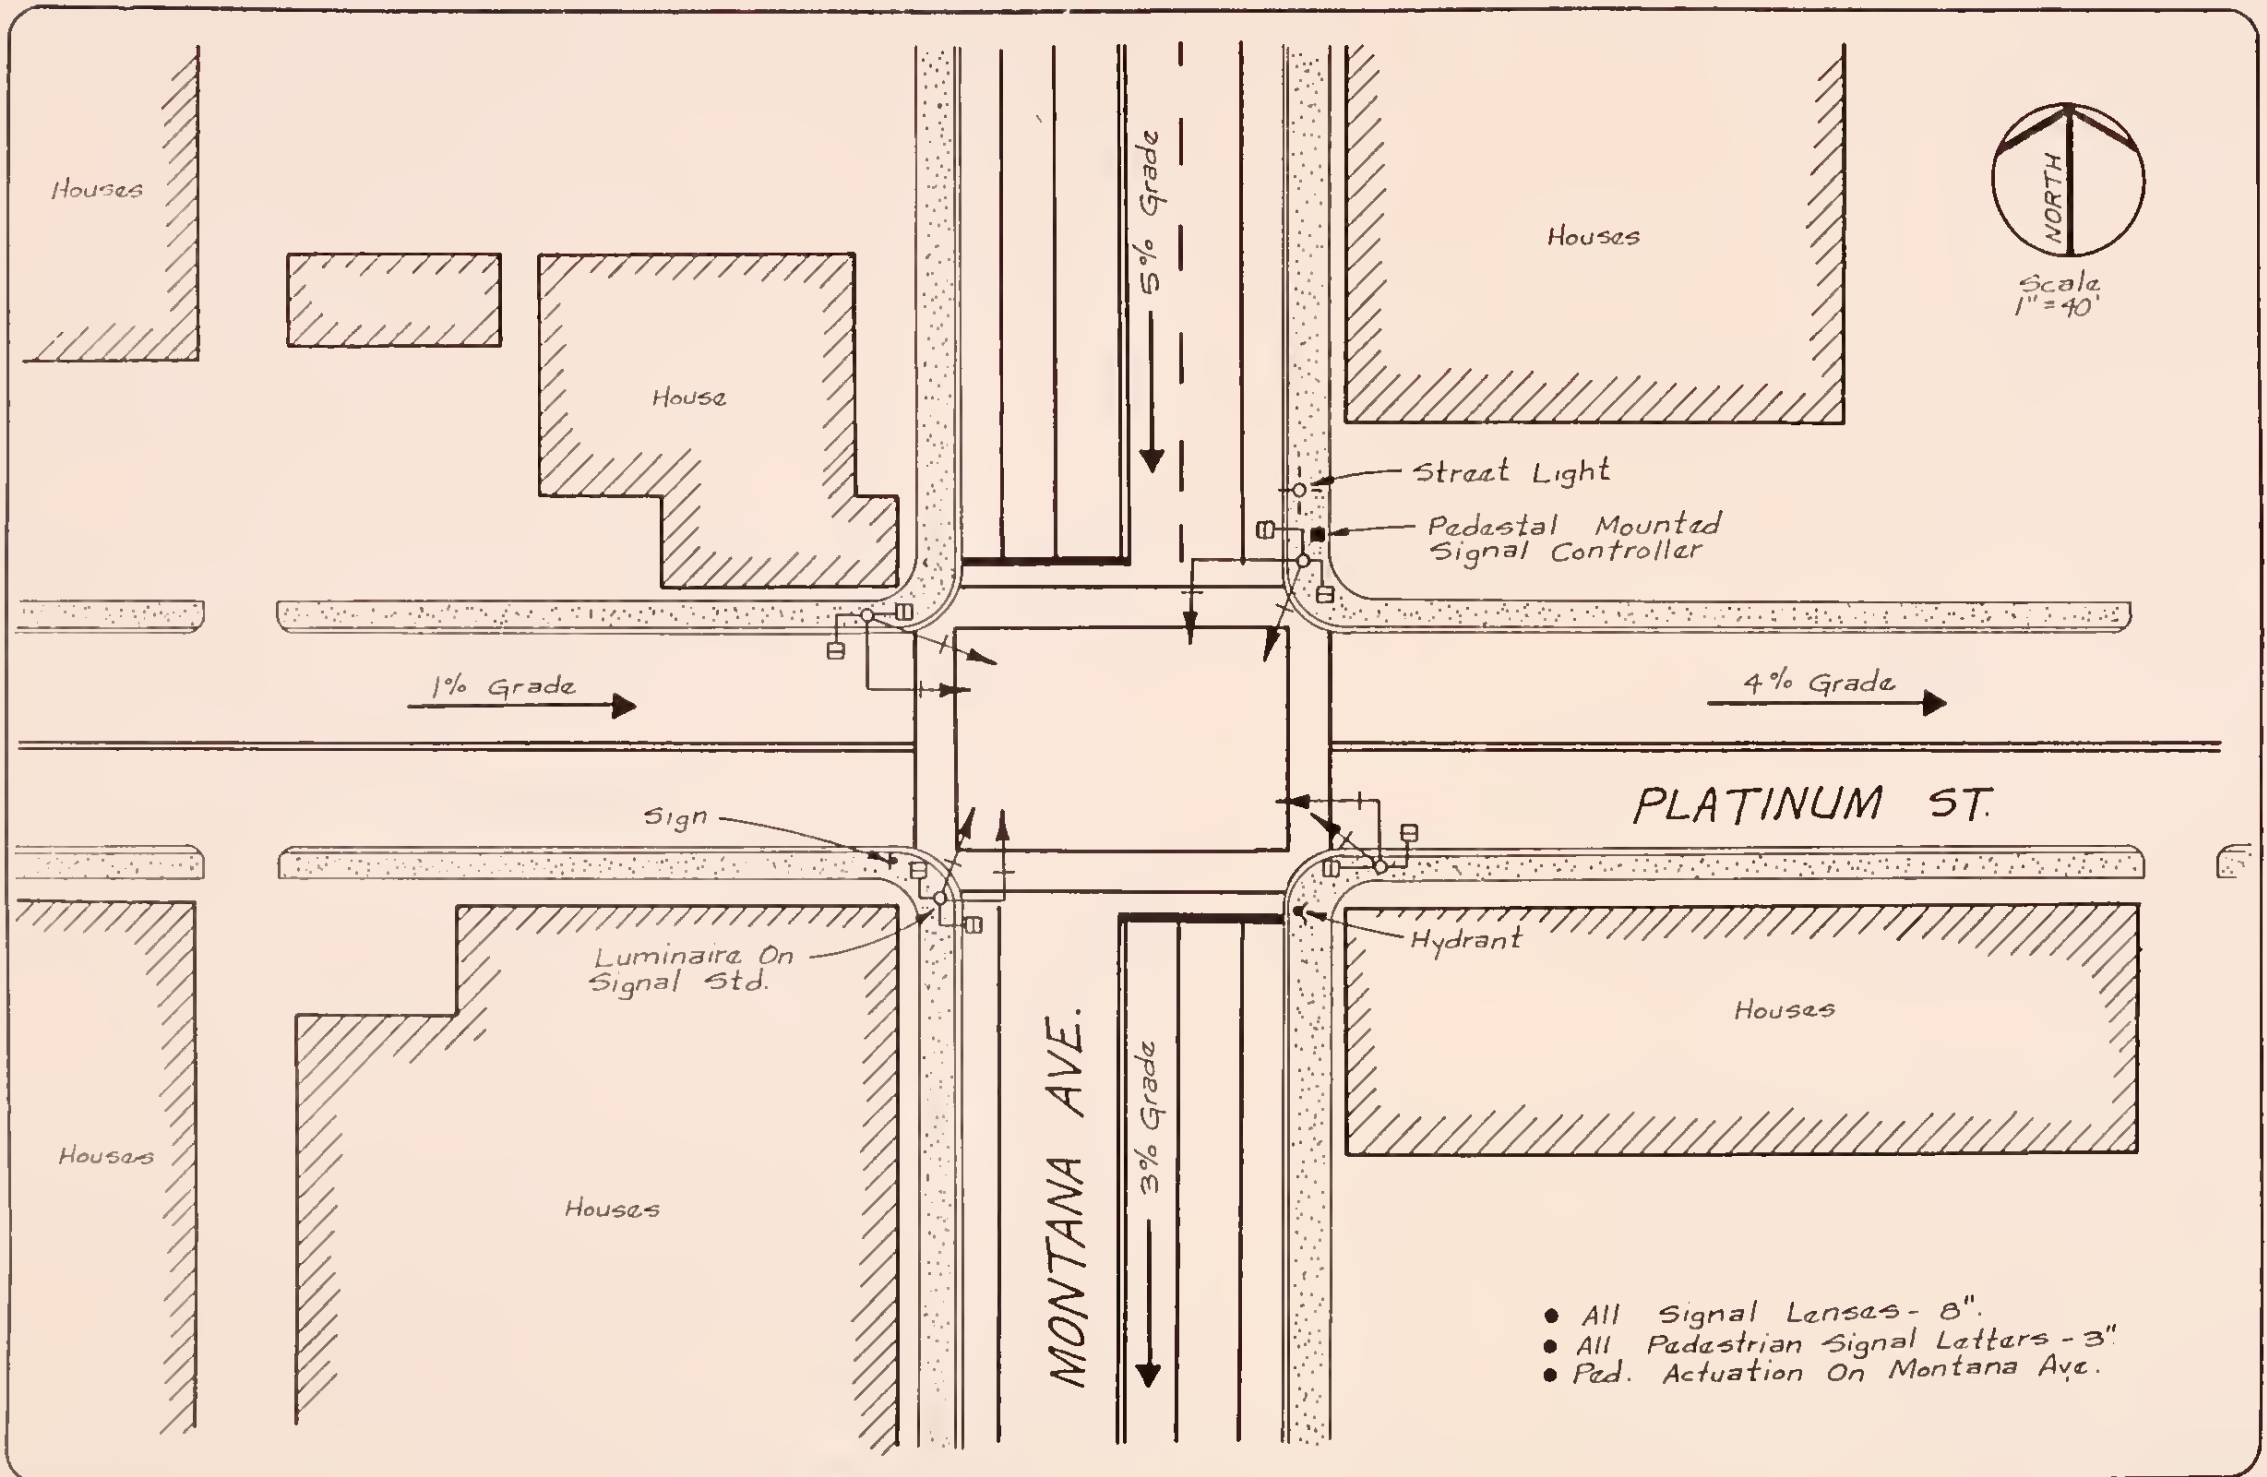 Houses
5% Grade
Houses
NORTH
Scale
1"=40'
House
Street Light
Pedestal Mounted
Signal Controller
1% Grade
4% Grade
PLATINUM ST.
Sign
Luminaire On
Signal Std.
Hydrant
MONTANA AVE.
3% Grade
Houses
Houses
Houses
● All Signal Lenses - 8".
● All Pedestrian Signal Letters - 3".
● Ped. Actuation On Montana Ave.